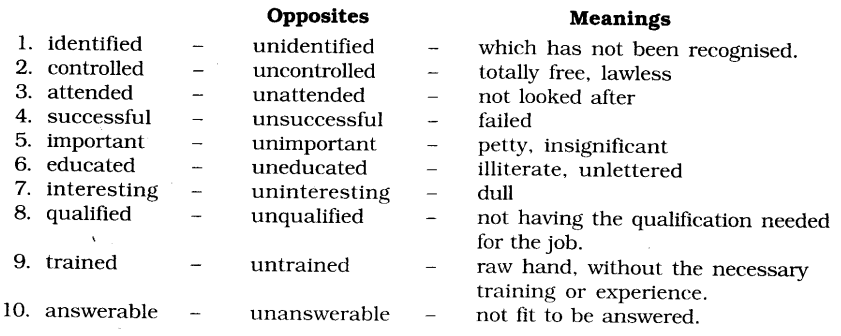 Opposites Meanings
1. identified – unidentified – which has not been recognised.
2. controlled – uncontrolled – totally free, lawless
3. attended – unattended – not looked after
4. successful – unsuccessful – failed
5. important – unimportant – petty, insignificant
6. educated – uneducated – illiterate, unlettered
7. interesting – uninteresting – dull
8. qualified – unqualified – not having the qualification needed
for the job.
9. trained – untrained – raw hand, without the necessary
training or experience.
10. answerable – unanswerable – not fit to be answered.